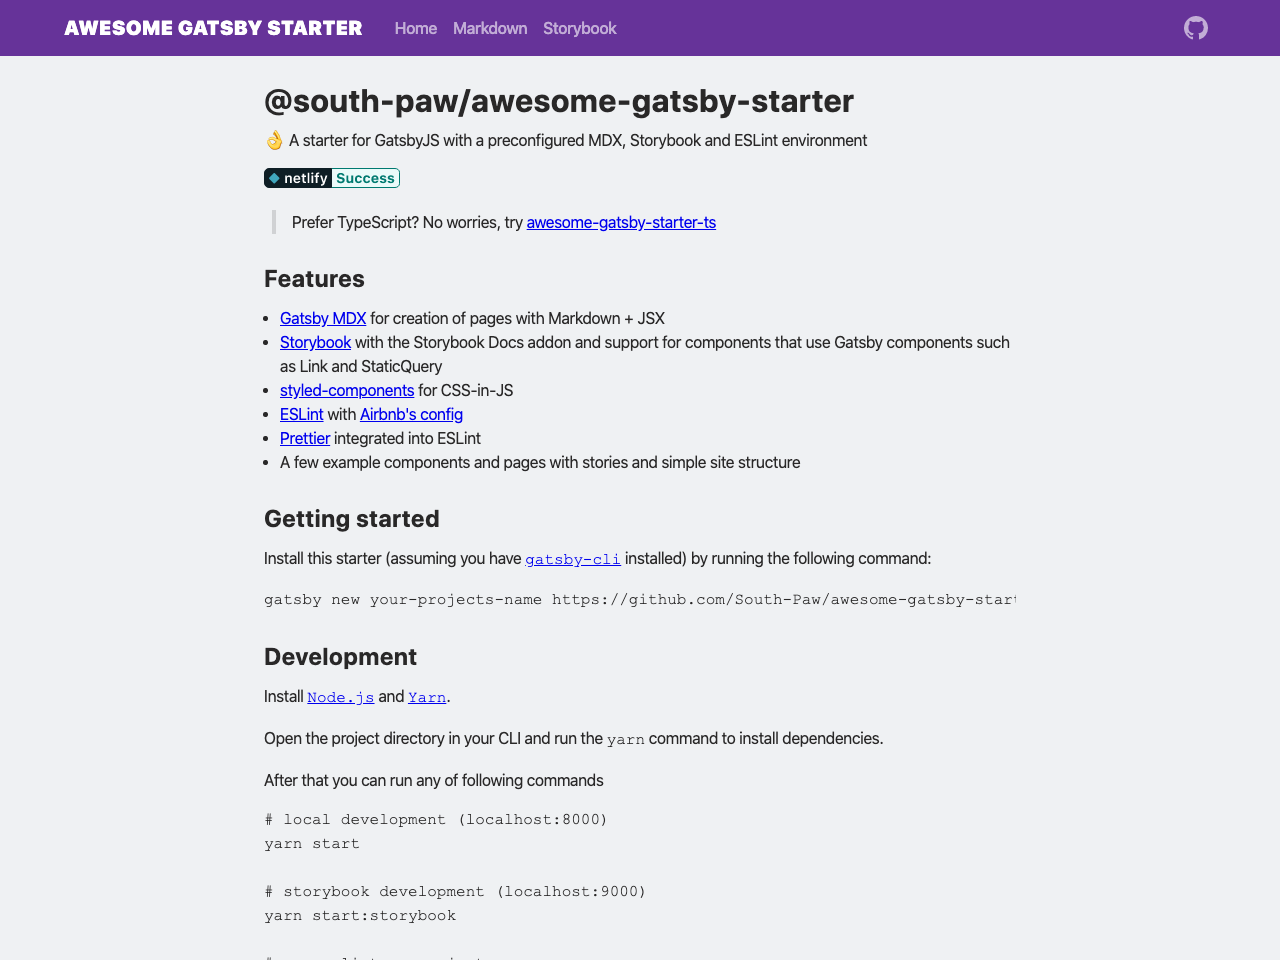 AWESOME GATSBY STARTER Home Markdown Storybook
@south-paw/awesome-gatsby-starter
👌 A starter for GatsbyJS with a preconfigured MDX, Storybook and ESLint environment
netlify Success
Prefer TypeScript? No worries, try awesome-gatsby-starter-ts
Features
• Gatsby MDX for creation of pages with Markdown + JSX
• Storybook with the Storybook Docs addon and support for components that use Gatsby components such
as Link and StaticQuery
• styled-components for CSS-in-JS
• ESLint with Airbnb's config
• Prettier integrated into ESLint
• A few example components and pages with stories and simple site structure
Getting started
Install this starter (assuming you have gatsby-cli installed) by running the following command:
gatsby new your-projects-name https://github.com/South-Paw/awesome-gatsby-start
Development
Install Node.js and Yarn.
Open the project directory in your CLI and run the yarn command to install dependencies.
After that you can run any of following commands
# local development (localhost:8000)
yarn start
# storybook development (localhost:9000)
yarn start:storybook